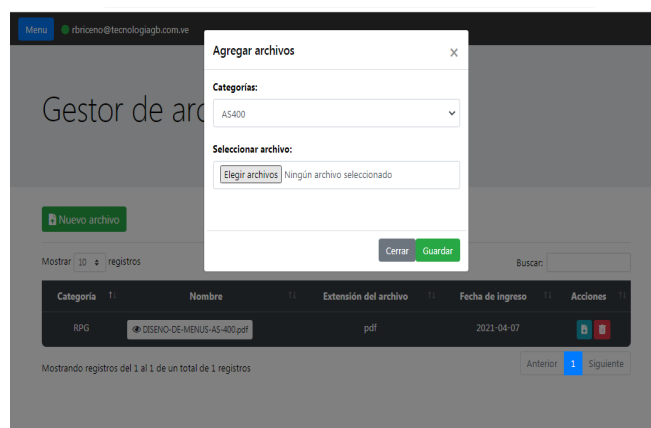 Menu rbriceno@tecnologiagb.com.ve
Agregar archivos ×
Categorías:
AS400
Seleccionar archivo:
Elegir archivos Ningún archivo seleccionado
Cerrar Guardar
Gestor de arc
Nuevo archivo
Mostrar 10 registros Buscar:
Categoría Nombre Extensión del archivo Fecha de ingreso Acciones
RPG DISENO-DE-MENUS-AS-400.pdf pdf 2021-04-07
Mostrando registros del 1 al 1 de un total de 1 registros Anterior 1 Siguiente